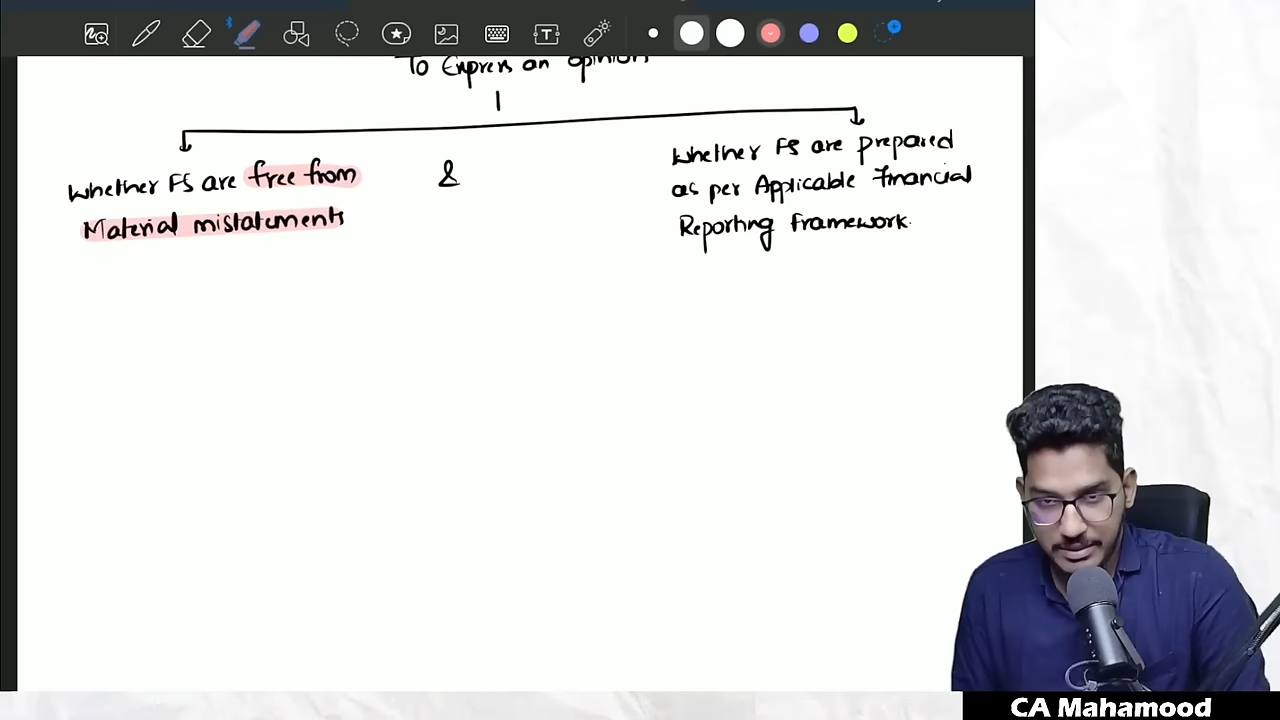 To Express an opinion
Whether FS are free from
Material mistatements
&
Whether FS are prepared
as per Applicable Financial
Reporting framework.
CA Mahamood